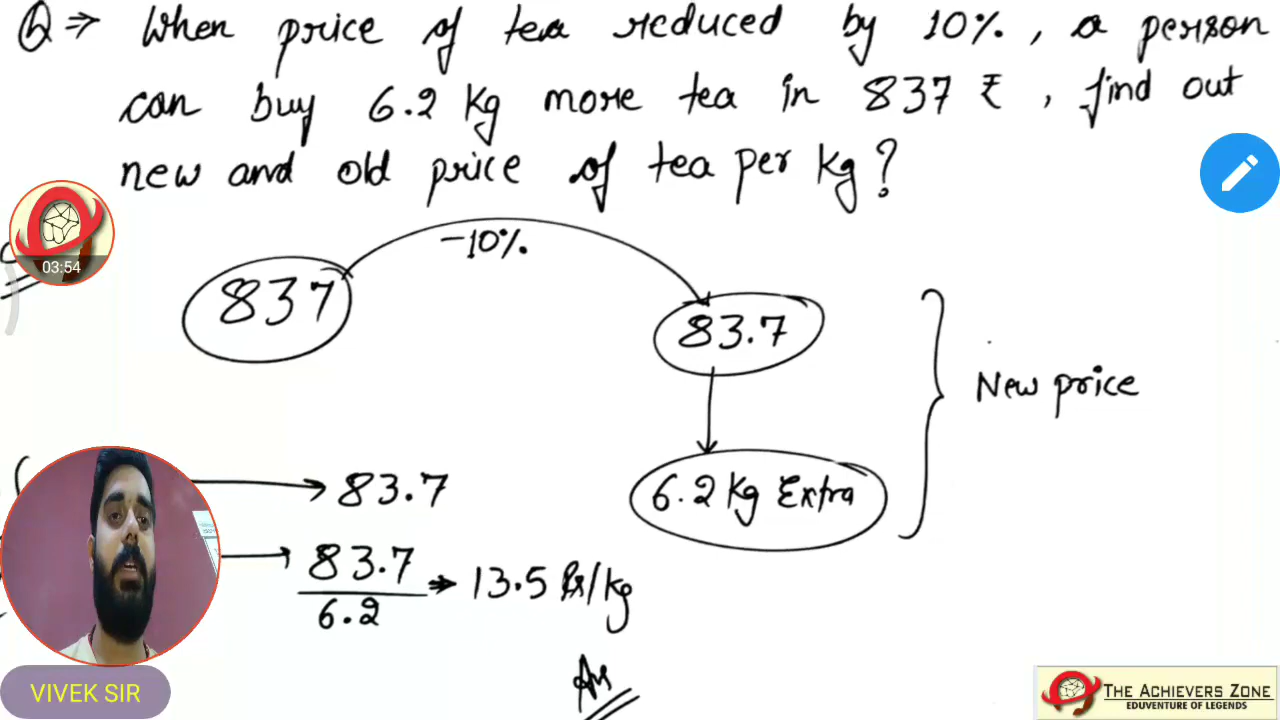 Q ⇒ When price of tea reduced by 10%, a person
can buy 6.2 Kg more tea in 837 ₹, find out
new and old price of tea per kg?
03:54
-10%
837
83.7
New price
6.2 Kg Extra
→ 83.7
→ 83.7 / 6.2 → 13.5 Rs/kg
Ans
VIVEK SIR
THE ACHIEVERS ZONE
EDUVENTURE OF LEGENDS